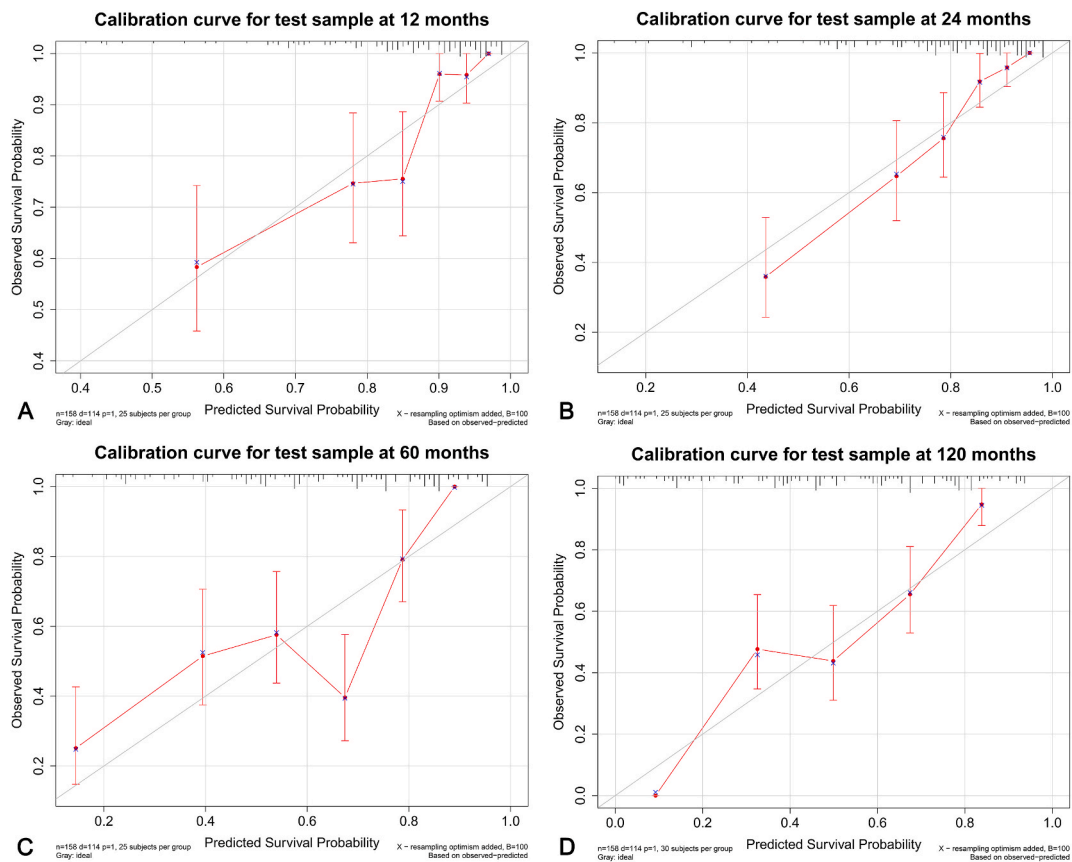 Calibration curve for test sample at 12 months
Observed Survival Probability
1.0
0.9
0.8
0.7
0.6
0.5
0.4
0.4 0.5 0.6 0.7 0.8 0.9 1.0
A
Predicted Survival Probability
n=158 d=114 p=1, 25 subjects per group
Gray: ideal
X − resampling optimism added, B=100
Based on observed−predicted
Calibration curve for test sample at 24 months
Observed Survival Probability
1.0
0.8
0.6
0.4
0.2
0.2 0.4 0.6 0.8 1.0
B
Predicted Survival Probability
n=158 d=114 p=1, 25 subjects per group
Gray: ideal
X − resampling optimism added, B=100
Based on observed−predicted
Calibration curve for test sample at 60 months
Observed Survival Probability
1.0
0.8
0.6
0.4
0.2
0.2 0.4 0.6 0.8 1.0
C
Predicted Survival Probability
n=158 d=114 p=1, 25 subjects per group
Gray: ideal
X − resampling optimism added, B=100
Based on observed−predicted
Calibration curve for test sample at 120 months
Observed Survival Probability
1.0
0.8
0.6
0.4
0.2
0.0
0.0 0.2 0.4 0.6 0.8 1.0
D
Predicted Survival Probability
n=158 d=114 p=1, 30 subjects per group
Gray: ideal
X − resampling optimism added, B=100
Based on observed−predicted